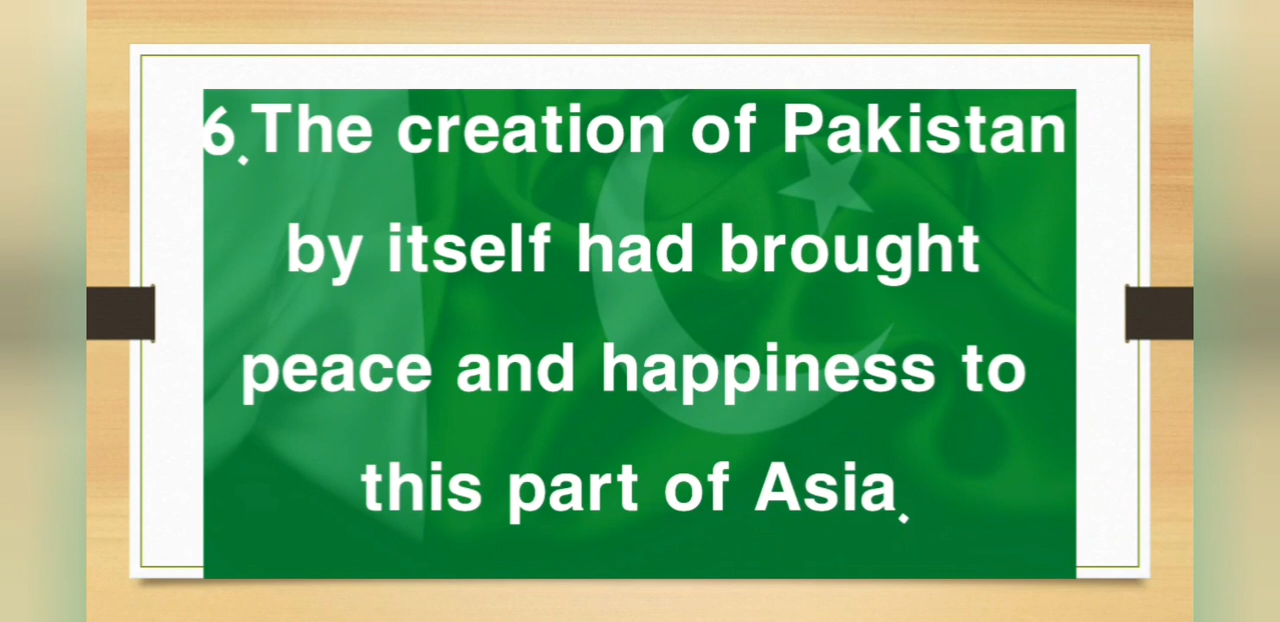 6.The creation of Pakistan
by itself had brought
peace and happiness to
this part of Asia.